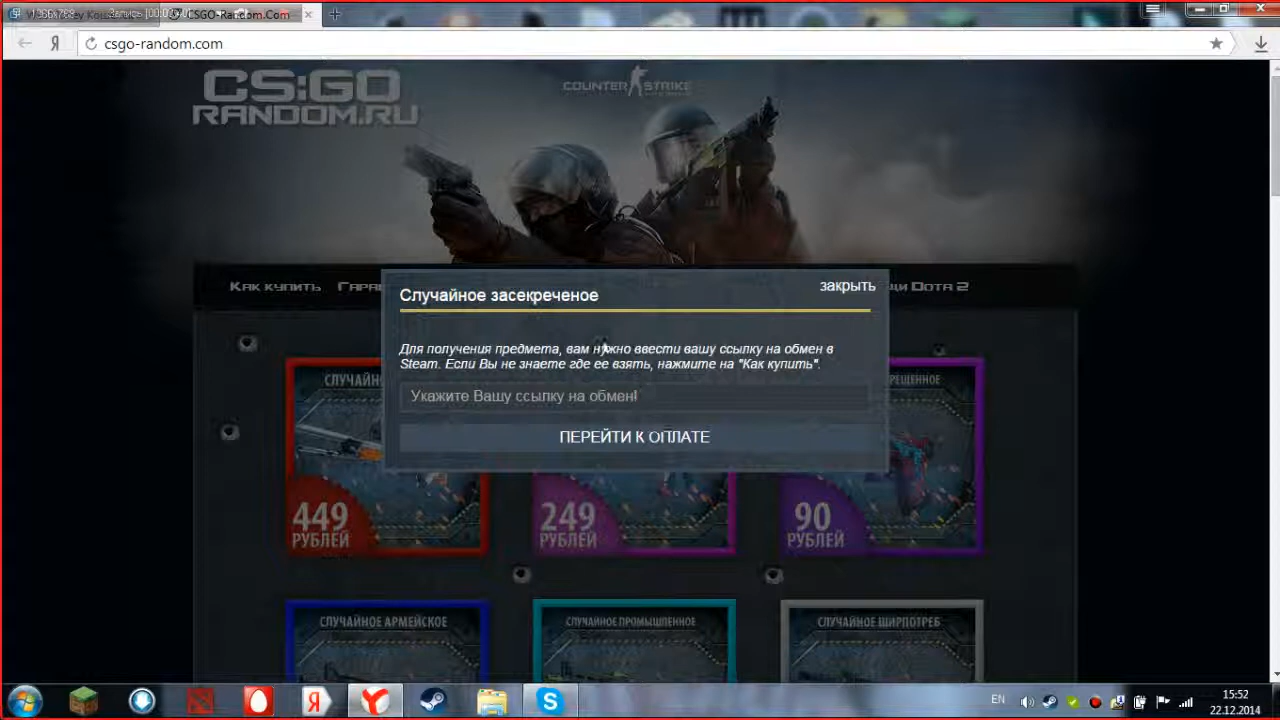 CSGO-Random.Com
csgo-random.com
CS:GO
RANDOM.RU
COUNTER STRIKE
Как купить
закрыть
Случайное засекреченое
щи Dota 2
Для получения предмета, вам нужно ввести вашу ссылку на обмен в
Steam. Если Вы не знаете где ее взять, нажмите на "Как купить".
Укажите Вашу ссылку на обмен!
ПЕРЕЙТИ К ОПЛАТЕ
449
РУБЛЕЙ
249
РУБЛЕЙ
90
РУБЛЕЙ
СЛУЧАЙНОЕ АРМЕЙСКОЕ
СЛУЧАЙНОЕ ПРОМЫШЛЕННОЕ
СЛУЧАЙНОЕ ШИРПОТРЕБ
EN
15:52
22.12.2014